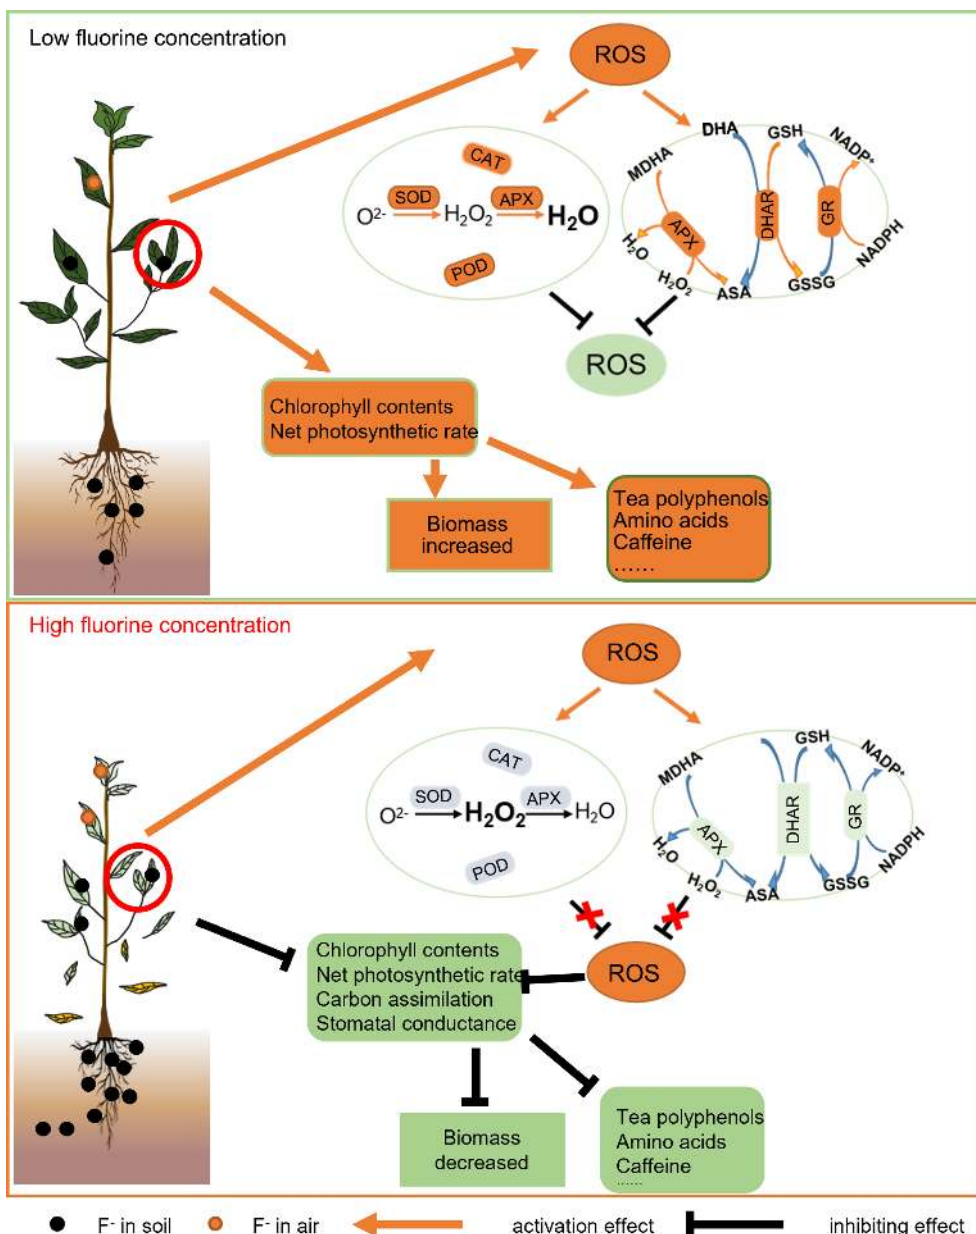 Low fluorine concentration
ROS
CAT
SOD
APX
O²⁻
H₂O₂
H₂O
POD
DHA
GSH
NADP⁺
MDHA
APX
DHAR
GR
H₂O
H₂O₂
ASA
GSSG
NADPH
ROS
Chlorophyll contents
Net photosynthetic rate
Biomass
increased
Tea polyphenols
Amino acids
Caffeine
......
High fluorine concentration
ROS
CAT
SOD
APX
O²⁻
H₂O₂
H₂O
POD
GSH
NADP⁺
MDHA
APX
DHAR
GR
H₂O
H₂O₂
ASA
GSSG
NADPH
ROS
Chlorophyll contents
Net photosynthetic rate
Carbon assimilation
Stomatal conductance
Biomass
decreased
Tea polyphenols
Amino acids
Caffeine
......
F⁻ in soil
F⁻ in air
activation effect
inhibiting effect